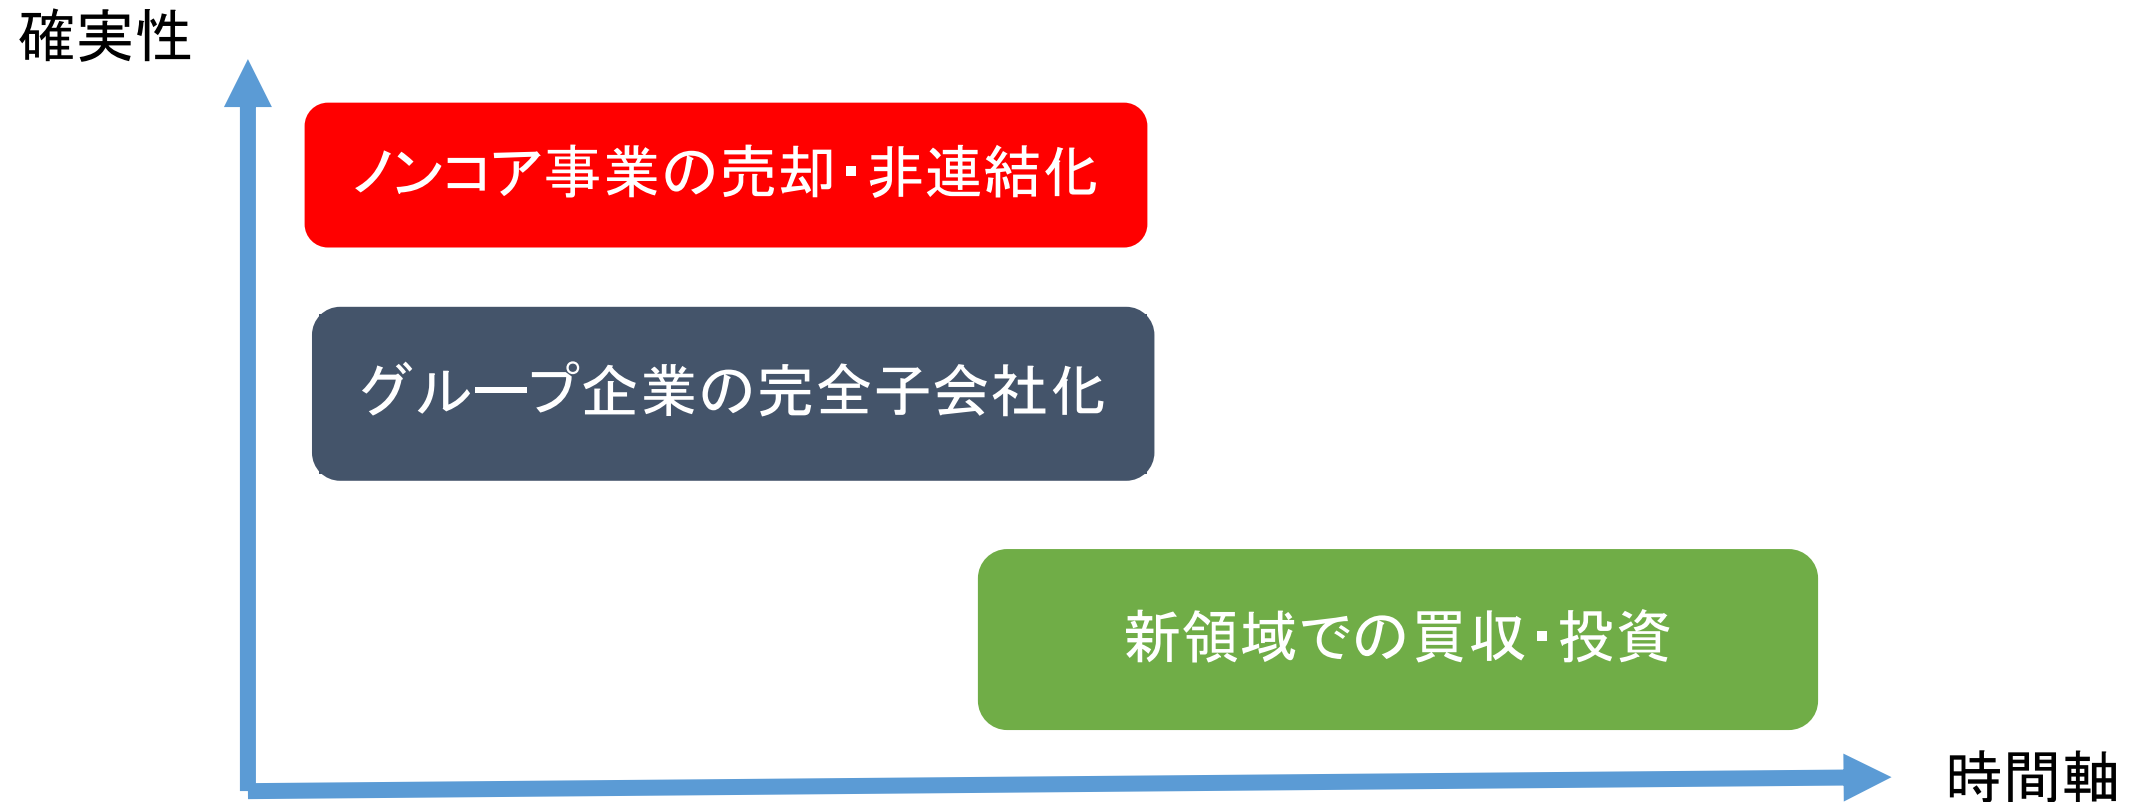 確実性
ノンコア事業の売却・非連結化
グループ企業の完全子会社化
新領域での買収・投資
時間軸